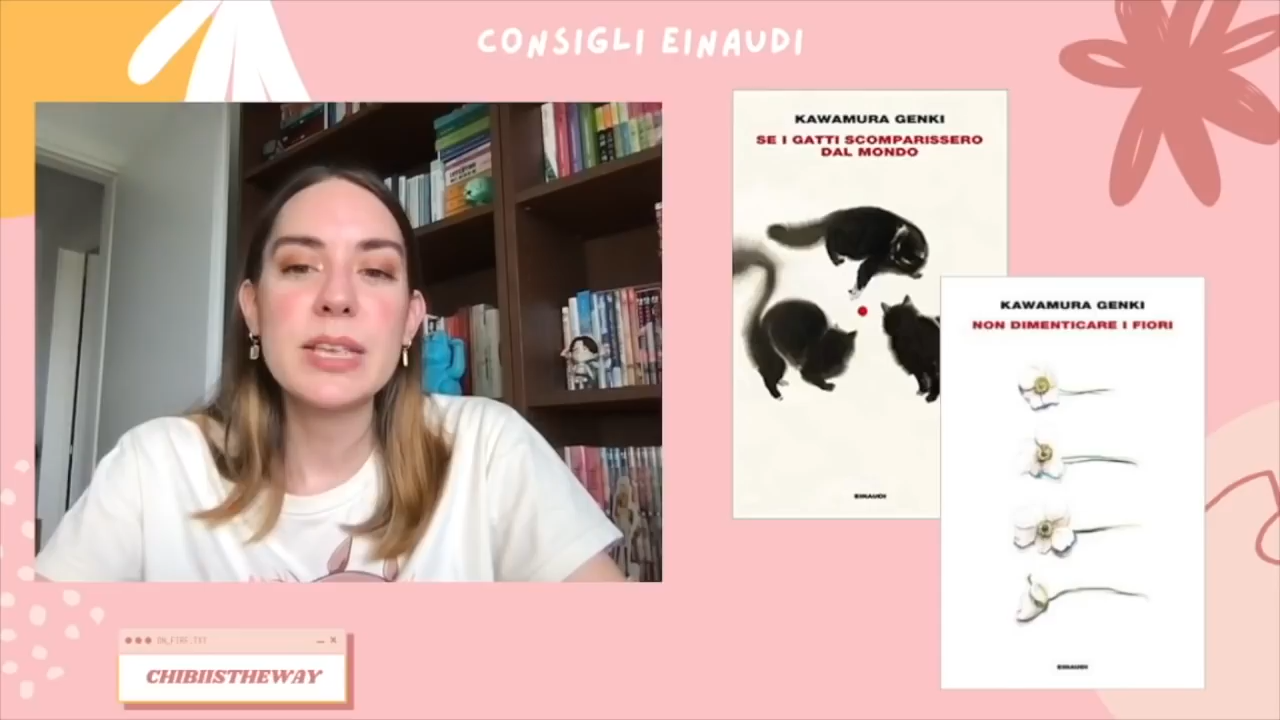 CONSIGLI EINAUDI
KAWAMURA GENKI
SE I GATTI SCOMPARISSERO
DAL MONDO
EINAUDI
KAWAMURA GENKI
NON DIMENTICARE I FIORI
EINAUDI
CHIBIISTHEWAY